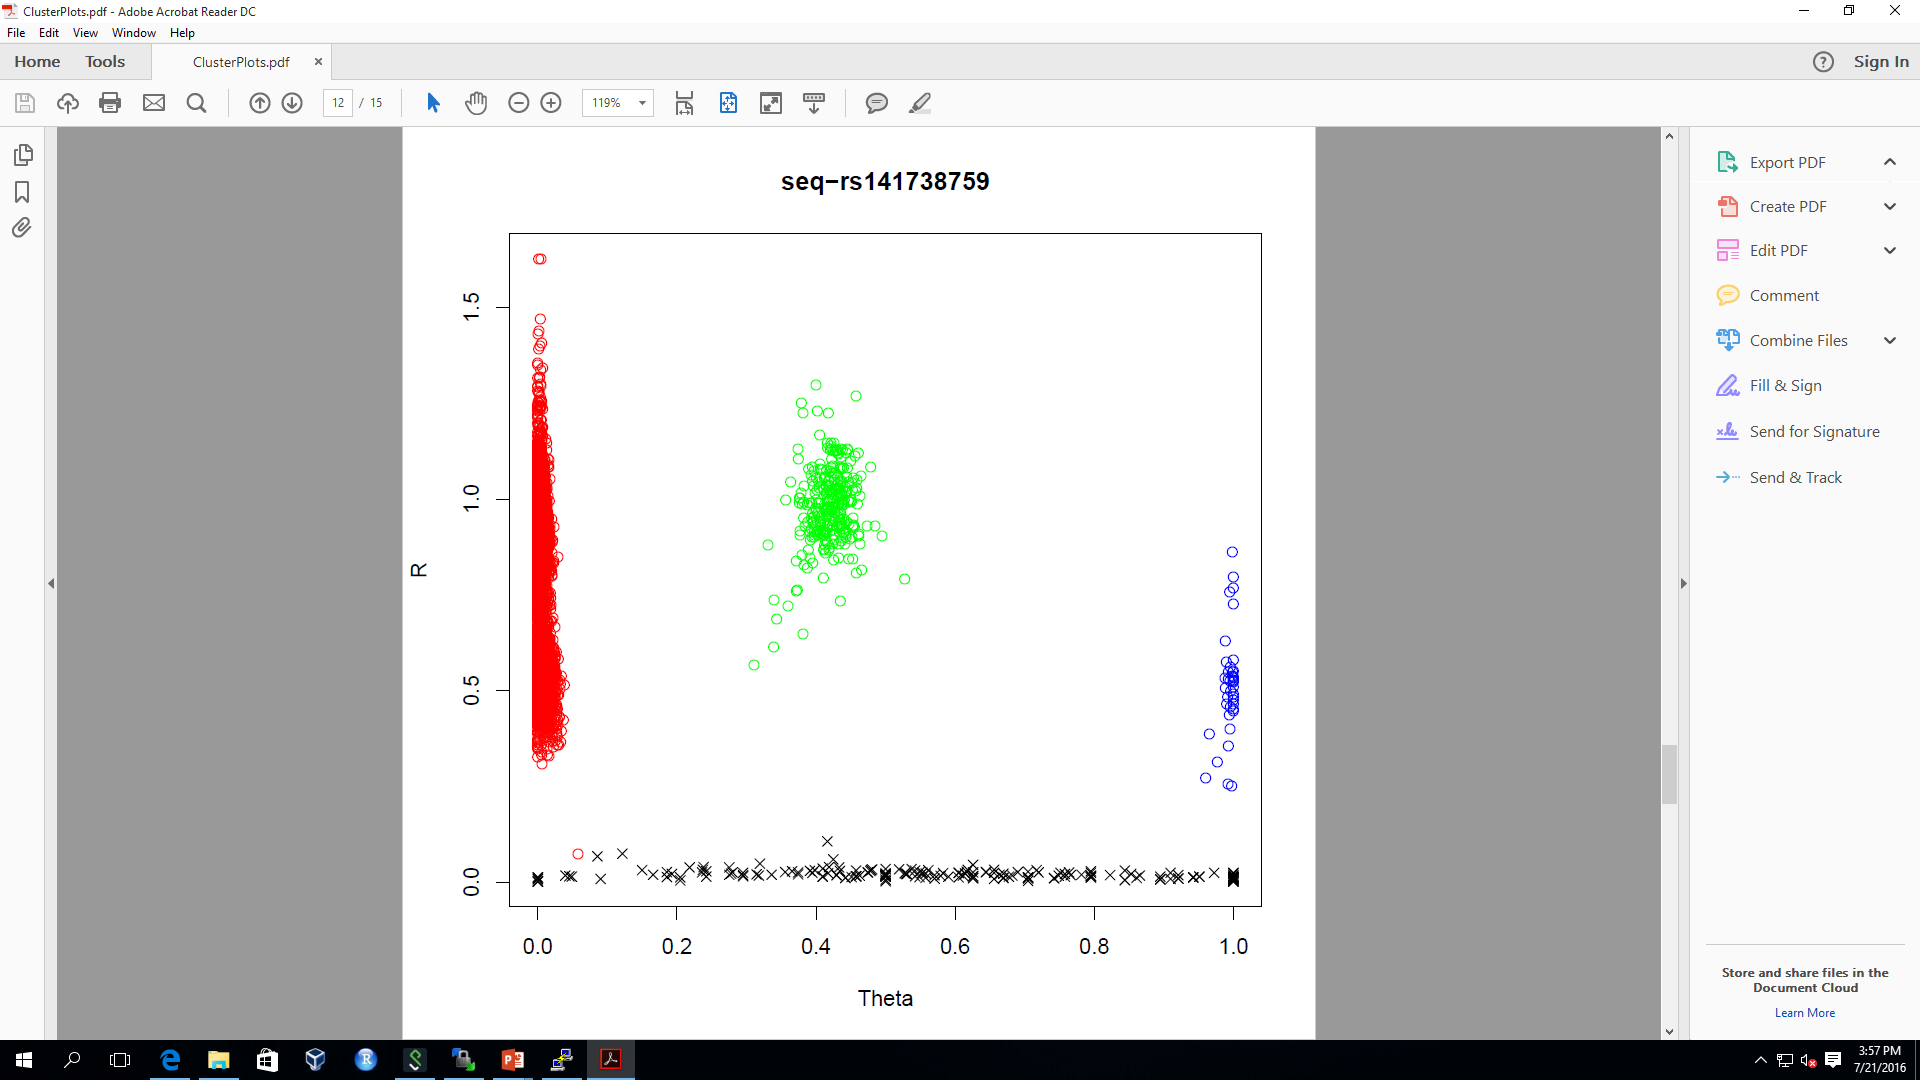 ClusterPlots.pdf - Adobe Acrobat Reader DC
File Edit View Window Help
Home Tools ClusterPlots.pdf × ? Sign In
12 / 15 119%
seq−rs141738759
R
1.5
1.0
0.5
0.0
0.0 0.2 0.4 0.6 0.8 1.0
Theta
Export PDF
Create PDF
Edit PDF
Comment
Combine Files
Fill & Sign
Send for Signature
Send & Track
Store and share files in the
Document Cloud
Learn More
3:57 PM
7/21/2016